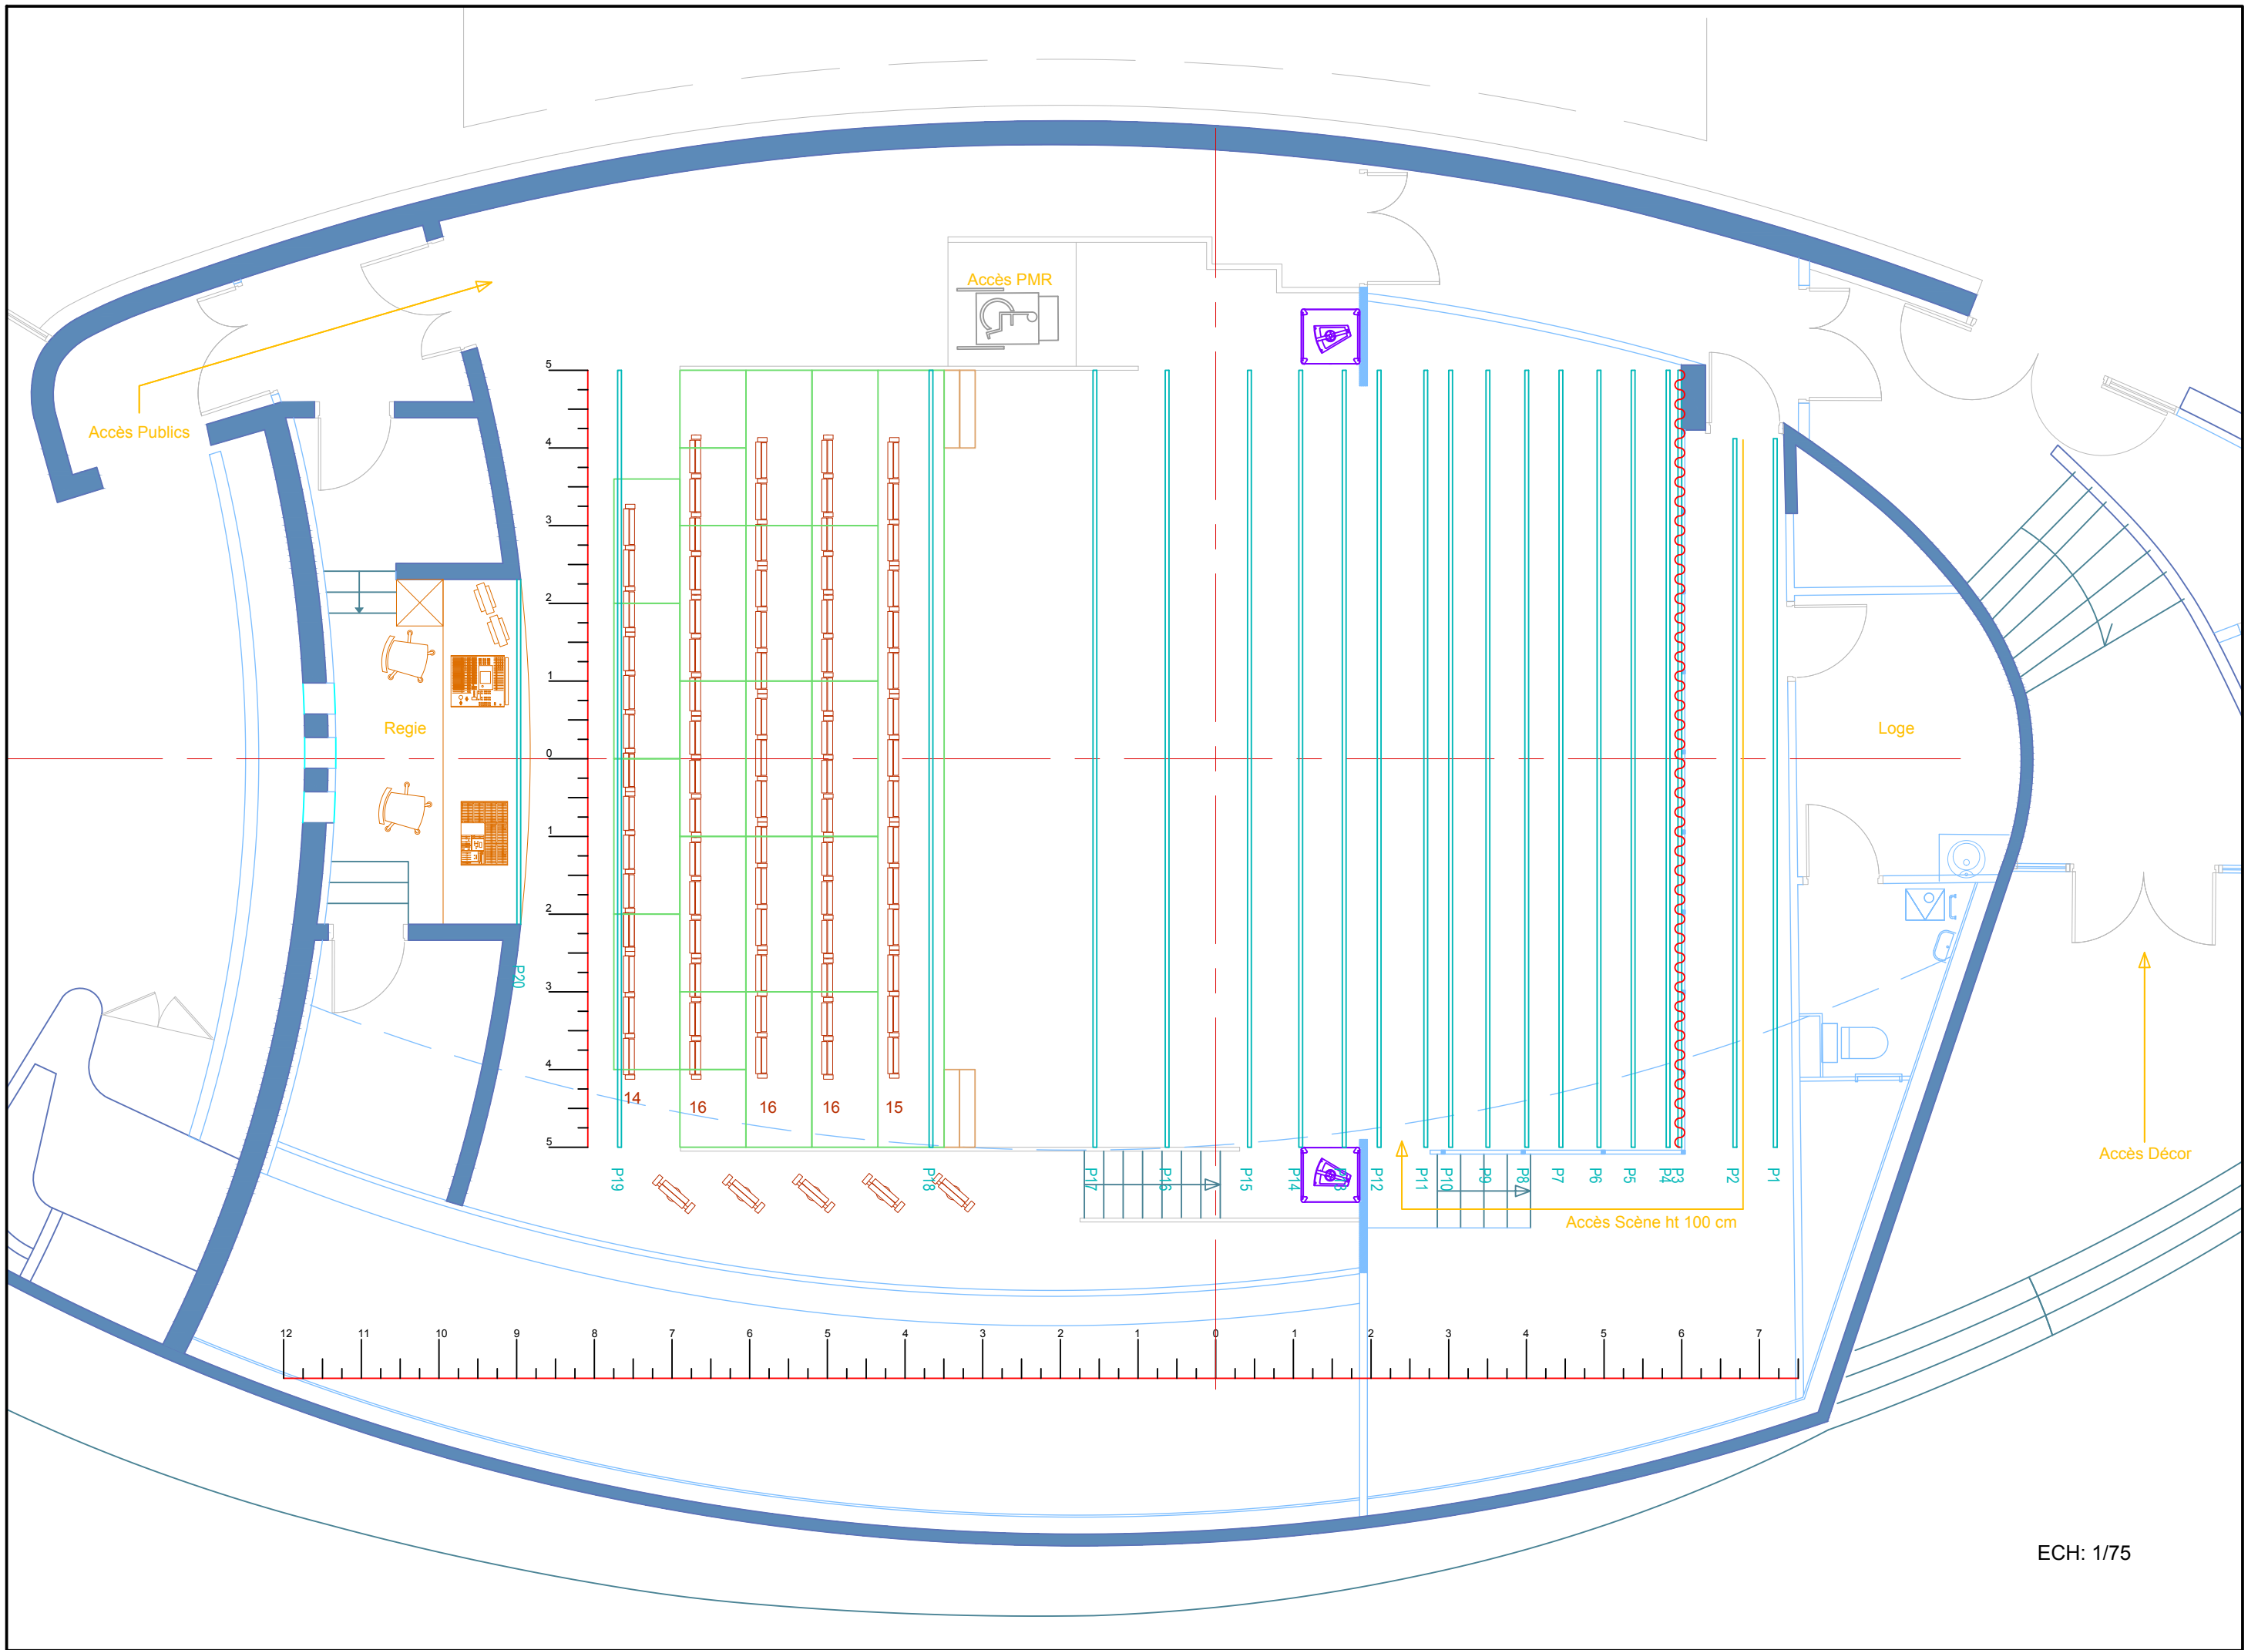 Accès PMR
Accès Publics
5
4
3
2
1
0
1
2
3
4
5
Regie
Loge
P20
14
16
16
16
15
P19
P18
P17
P16
P15
P14
P13
P12
P11
P10
P9
P8
P7
P6
P5
P4
P3
P2
P1
Accès Décor
Accès Scène ht 100 cm
12
11
10
9
8
7
6
5
4
3
2
1
0
1
2
3
4
5
6
7
ECH: 1/75